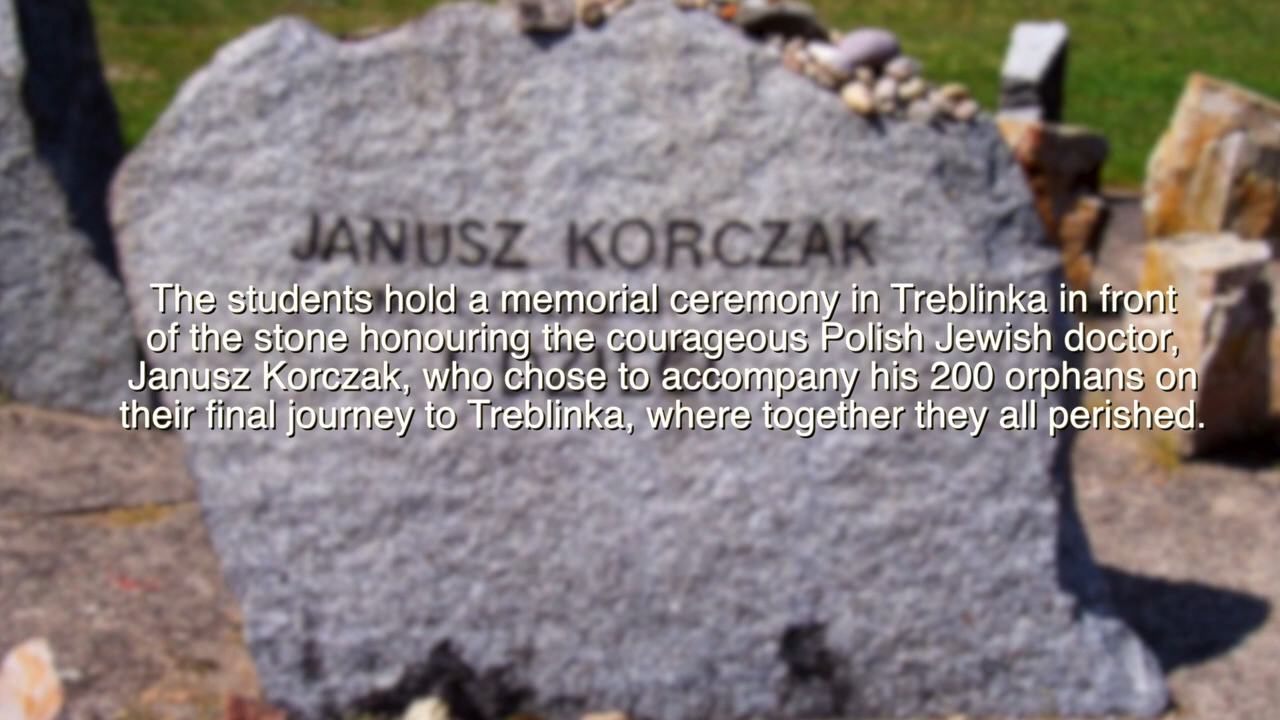 JANUSZ KORCZAK
The students hold a memorial ceremony in Treblinka in front
of the stone honouring the courageous Polish Jewish doctor,
Janusz Korczak, who chose to accompany his 200 orphans on
their final journey to Treblinka, where together they all perished.